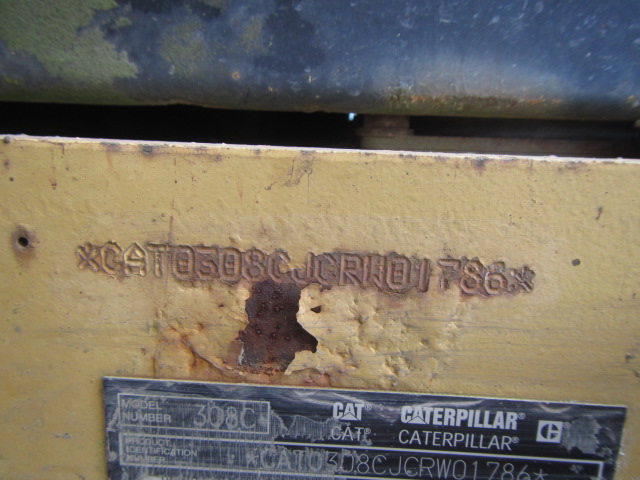 *CAT0308CJCRW01786*
MODEL NUMBER 308C CAT CATERPILLAR C
CAT CATERPILLAR
PRODUCT IDENTIFICATION NUMBER *CAT0308CJCRW01786*